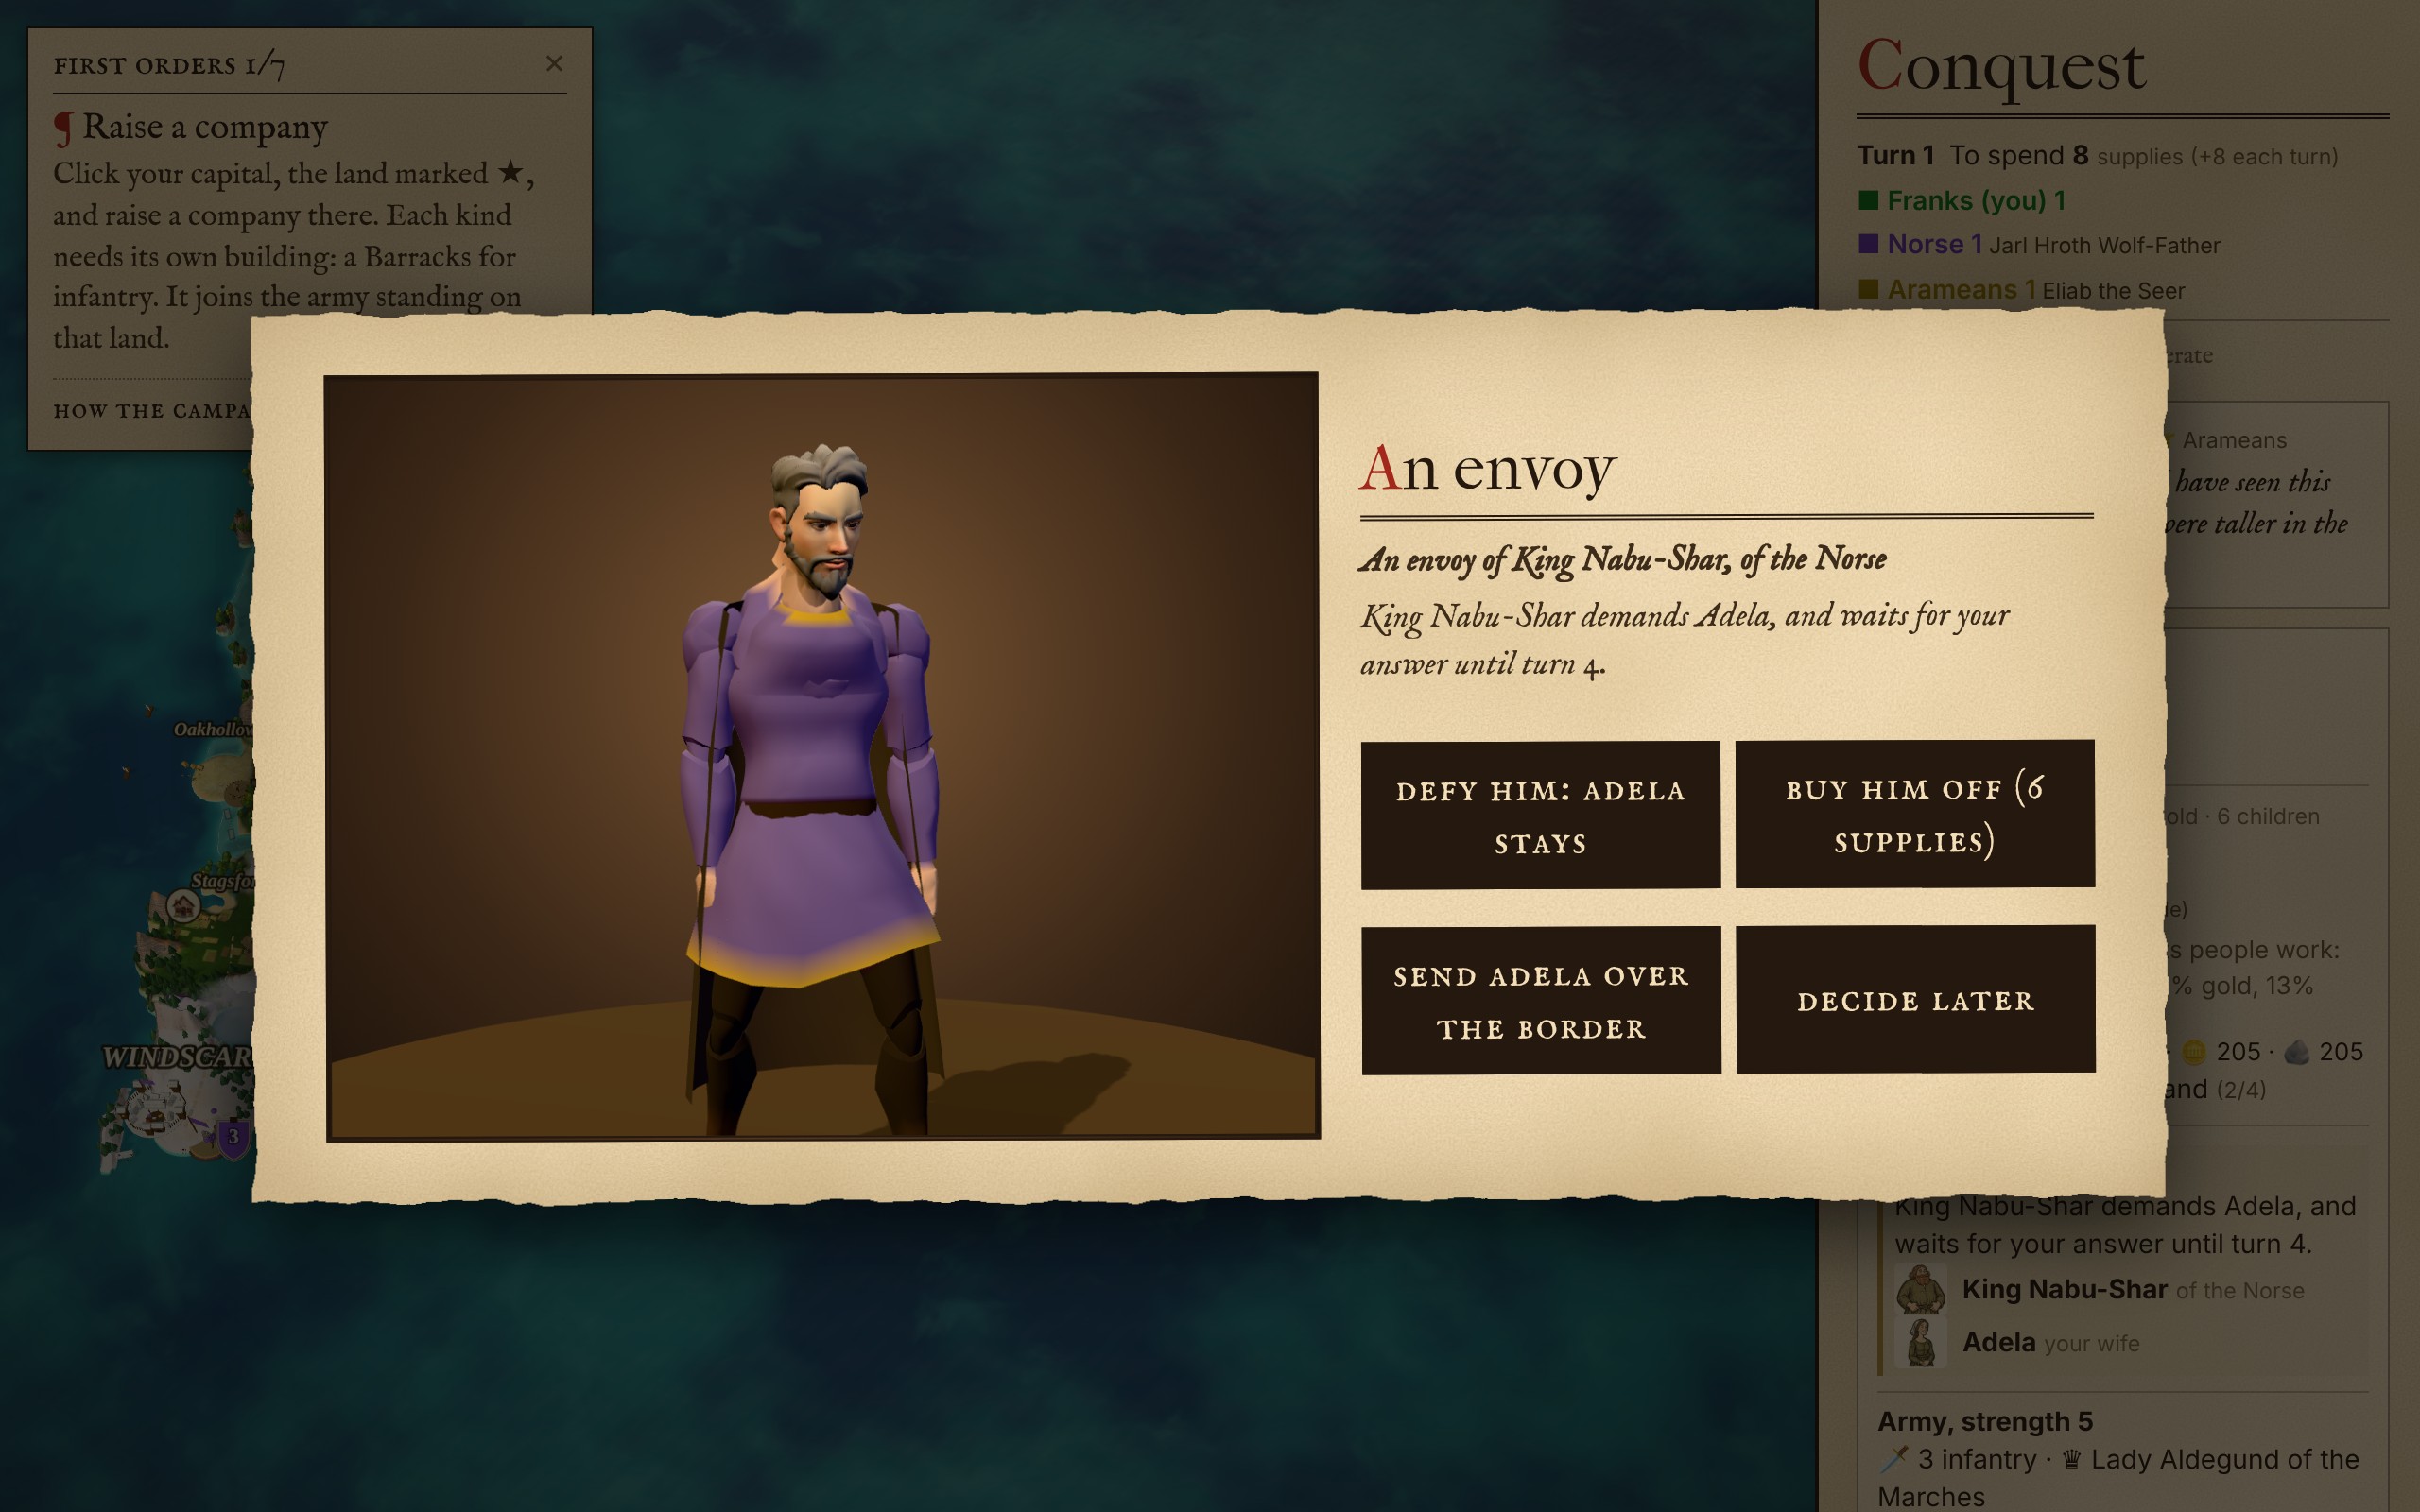 FIRST ORDERS 1/7 ×
¶ Raise a company
Click your capital, the land marked ★,
and raise a company there. Each kind
needs its own building: a Barracks for
infantry. It joins the army standing on
that land.
HOW THE CAMPA
Conquest
Turn 1 To spend 8 supplies (+8 each turn)
Franks (you) 1
Norse 1 Jarl Hroth Wolf-Father
Arameans 1 Eliab the Seer
Arameans
have seen this
taller in the
An envoy
An envoy of King Nabu-Shar, of the Norse
King Nabu-Shar demands Adela, and waits for your
answer until turn 4.
DEFY HIM: ADELA
STAYS
BUY HIM OFF (6
SUPPLIES)
SEND ADELA OVER
THE BORDER
DECIDE LATER
Oakhollow
Stagsfo
WINDSCAR
3
old · 6 children
s people work:
% gold, 13%
205 · 205
and (2/4)
King Nabu-Shar demands Adela, and
waits for your answer until turn 4.
King Nabu-Shar of the Norse
Adela your wife
Army, strength 5
3 infantry · ♛ Lady Aldegund of the
Marches